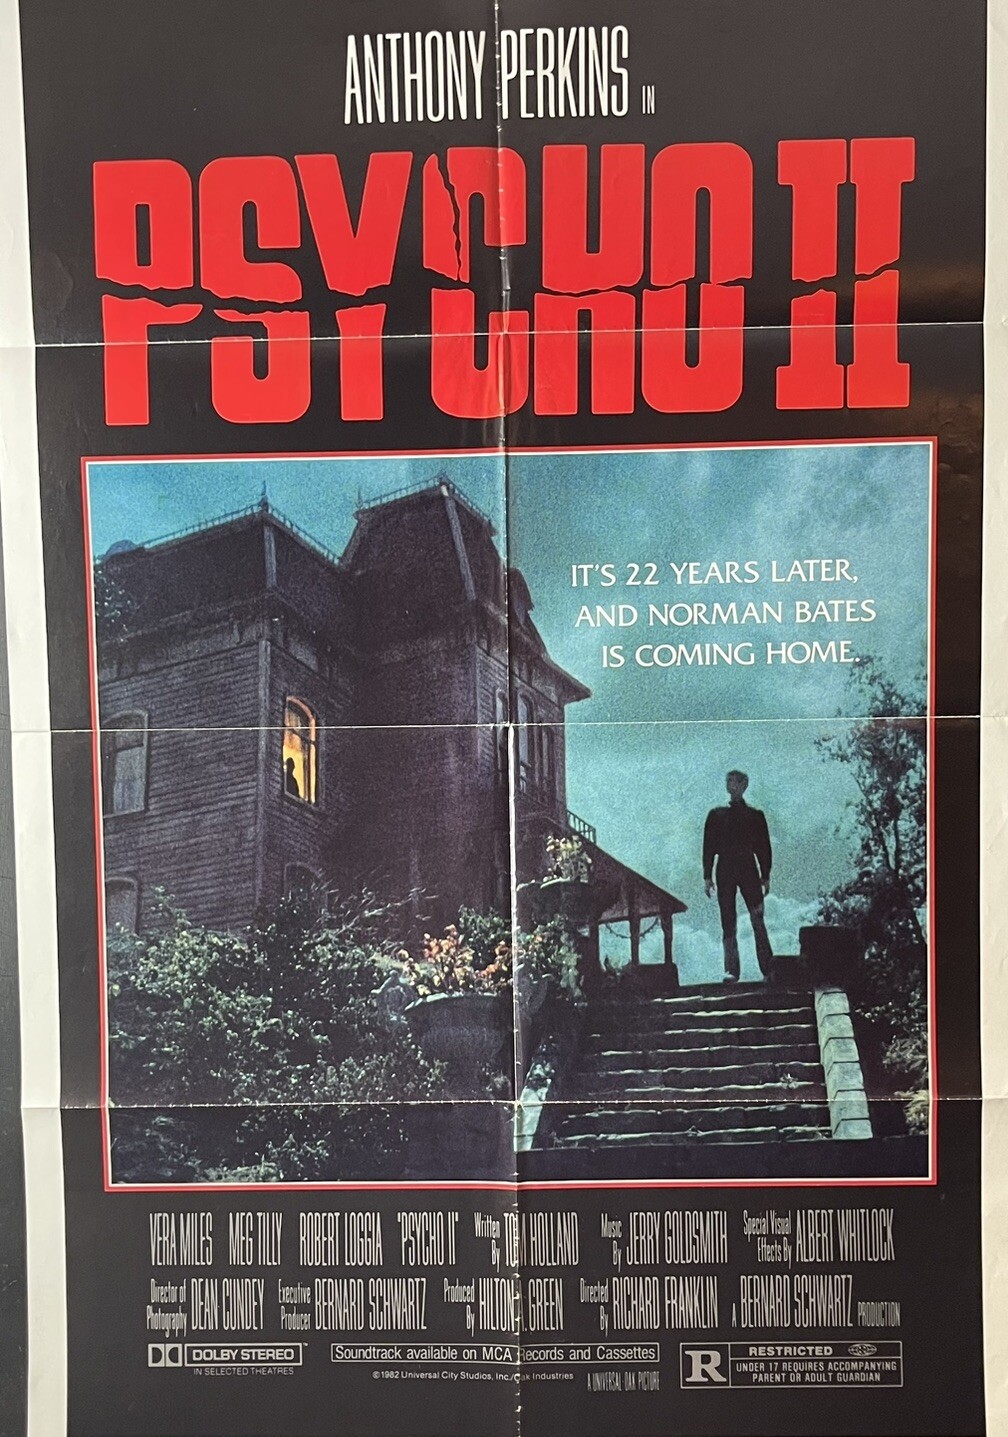 ANTHONY PERKINS IN
PSYCHO II
IT'S 22 YEARS LATER,
AND NORMAN BATES
IS COMING HOME.
VERA MILES MEG TILLY ROBERT LOGGIA "PSYCHO II" Written By TOM HOLLAND Music By JERRY GOLDSMITH Special Visual Effects By ALBERT WHITLOCK
Director of Photography DEAN CUNDEY Executive Producer BERNARD SCHWARTZ Produced By HILTON A. GREEN Directed By RICHARD FRANKLIN A BERNARD SCHWARTZ PRODUCTION
DOLBY STEREO TM
IN SELECTED THEATRES
Soundtrack available on MCA Records and Cassettes
©1982 Universal City Studios, Inc./Oak Industries
A UNIVERSAL OAK PICTURE
R RESTRICTED
UNDER 17 REQUIRES ACCOMPANYING
PARENT OR ADULT GUARDIAN